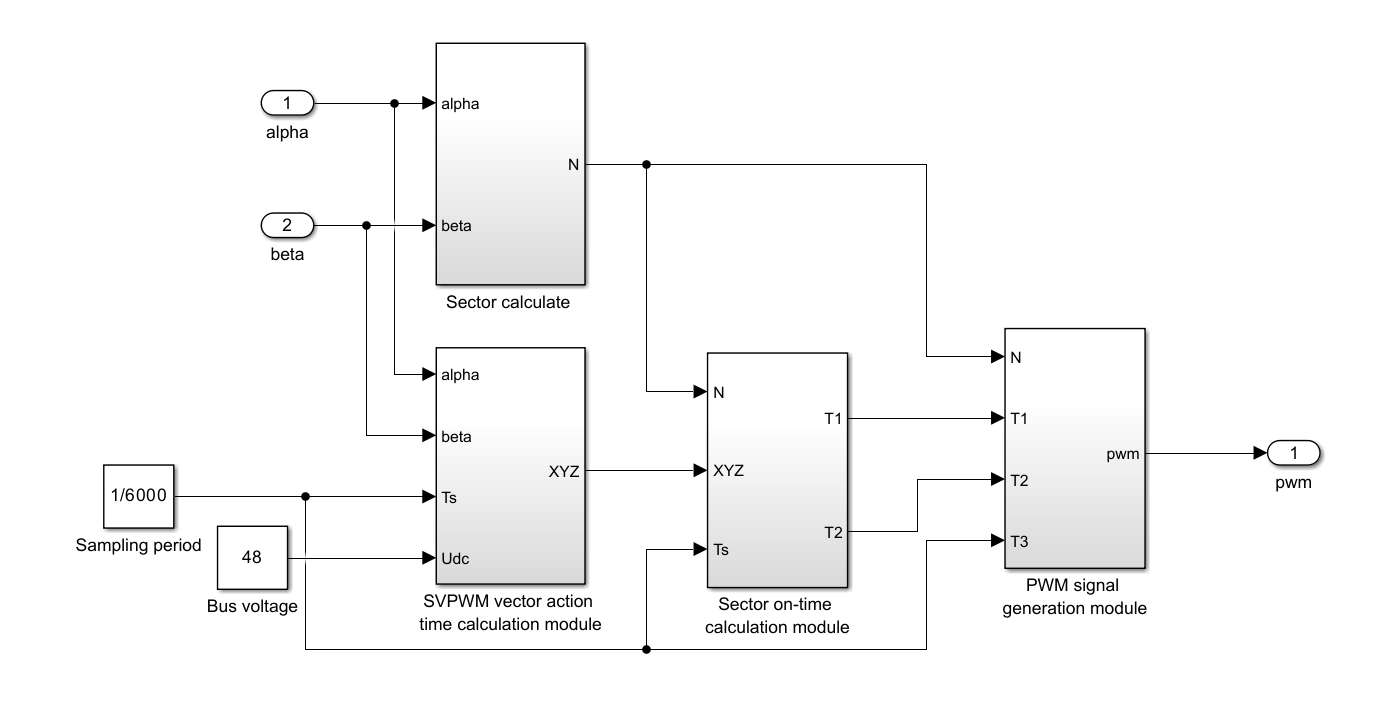 1
alpha
2
beta
alpha
N
beta
Sector calculate
alpha
beta
XYZ
Ts
Udc
SVPWM vector action
time calculation module
1/6000
Sampling period
48
Bus voltage
N
T1
XYZ
T2
Ts
Sector on-time
calculation module
N
T1
pwm
T2
T3
PWM signal
generation module
1
pwm